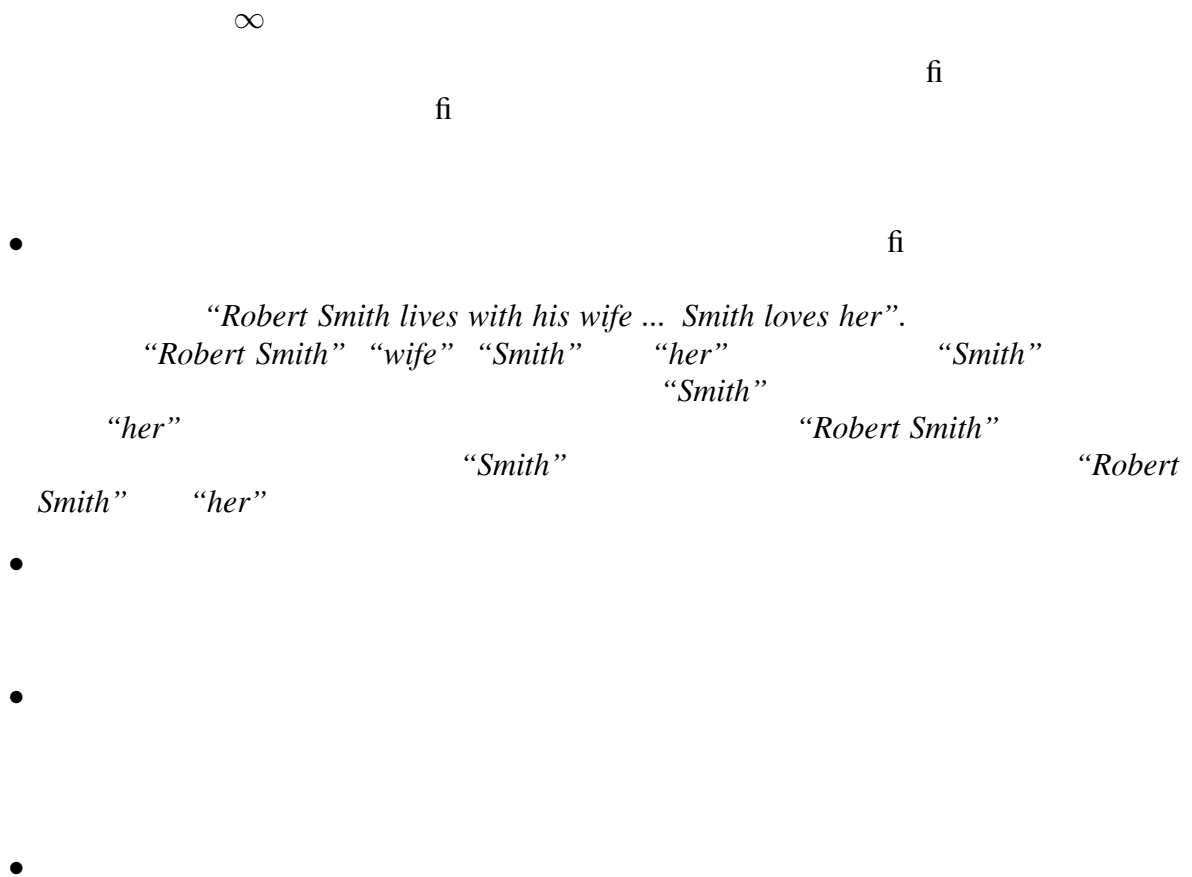 ∞
fi
fi
• fi
“Robert Smith lives with his wife ... Smith loves her”.
“Robert Smith” “wife” “Smith” “her” “Smith”
“Smith”
“her” “Robert Smith”
“Smith” “Robert
Smith” “her”
•
•
•